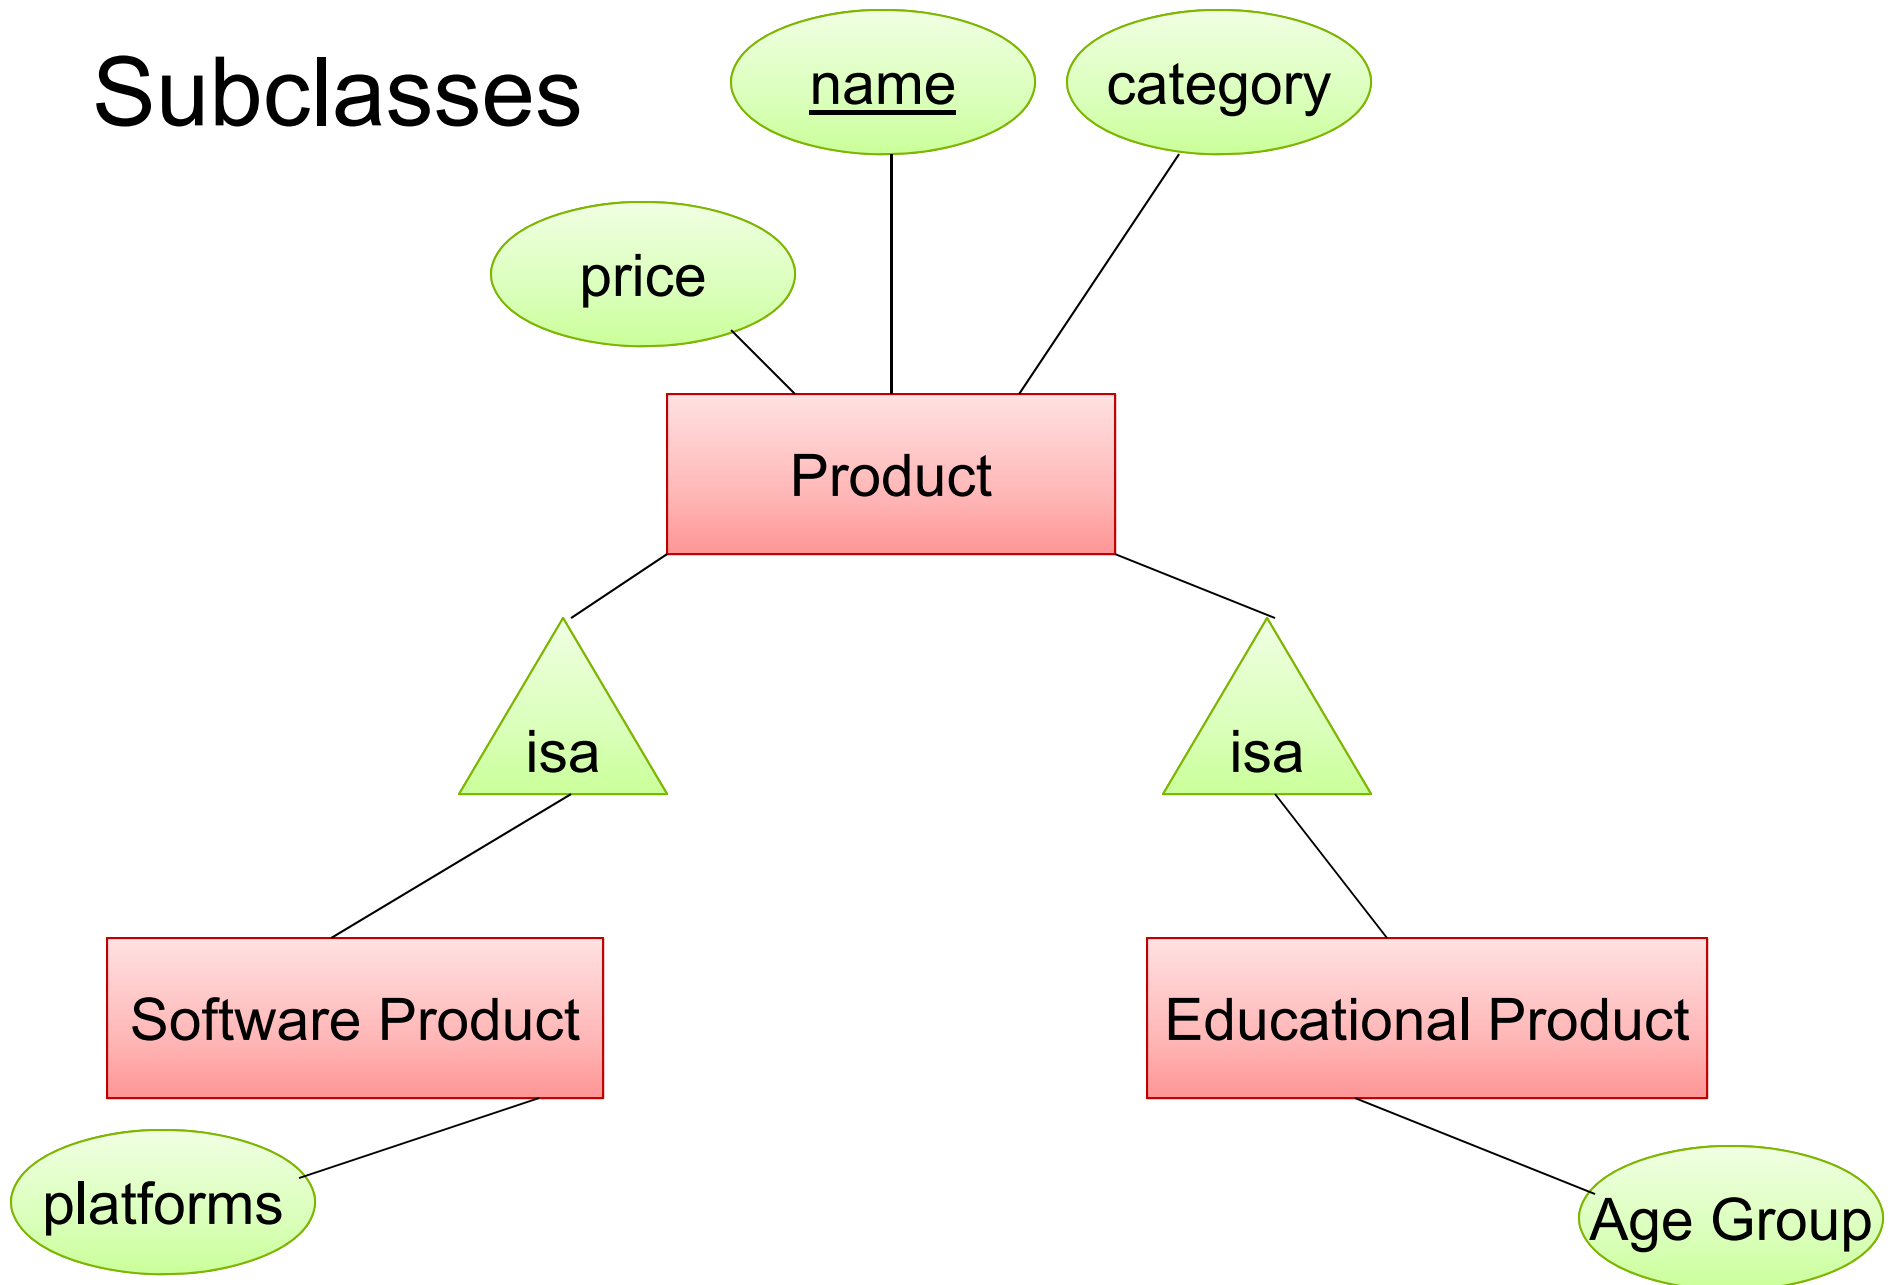 Subclasses
name
category
price
Product
isa
isa
Software Product
Educational Product
platforms
Age Group